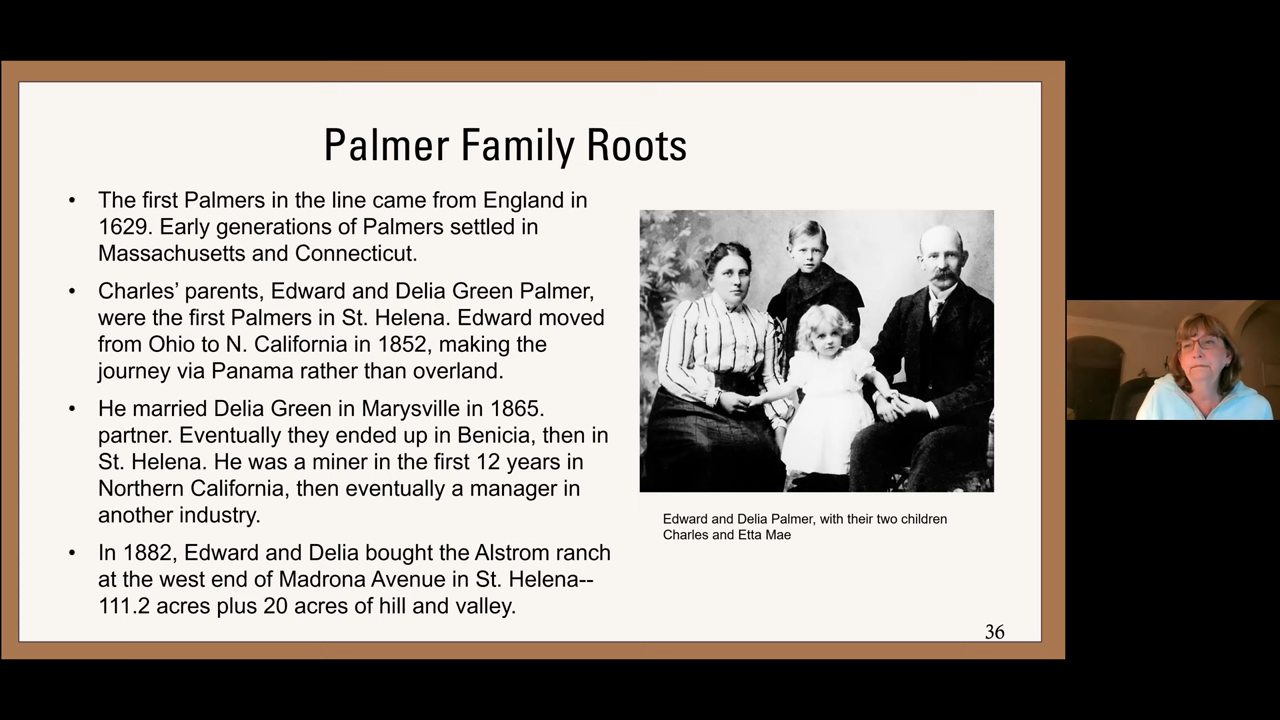 Palmer Family Roots
• The first Palmers in the line came from England in
1629. Early generations of Palmers settled in
Massachusetts and Connecticut.
• Charles’ parents, Edward and Delia Green Palmer,
were the first Palmers in St. Helena. Edward moved
from Ohio to N. California in 1852, making the
journey via Panama rather than overland.
• He married Delia Green in Marysville in 1865.
partner. Eventually they ended up in Benicia, then in
St. Helena. He was a miner in the first 12 years in
Northern California, then eventually a manager in
another industry.
• In 1882, Edward and Delia bought the Alstrom ranch
at the west end of Madrona Avenue in St. Helena--
111.2 acres plus 20 acres of hill and valley.
Edward and Delia Palmer, with their two children
Charles and Etta Mae
36